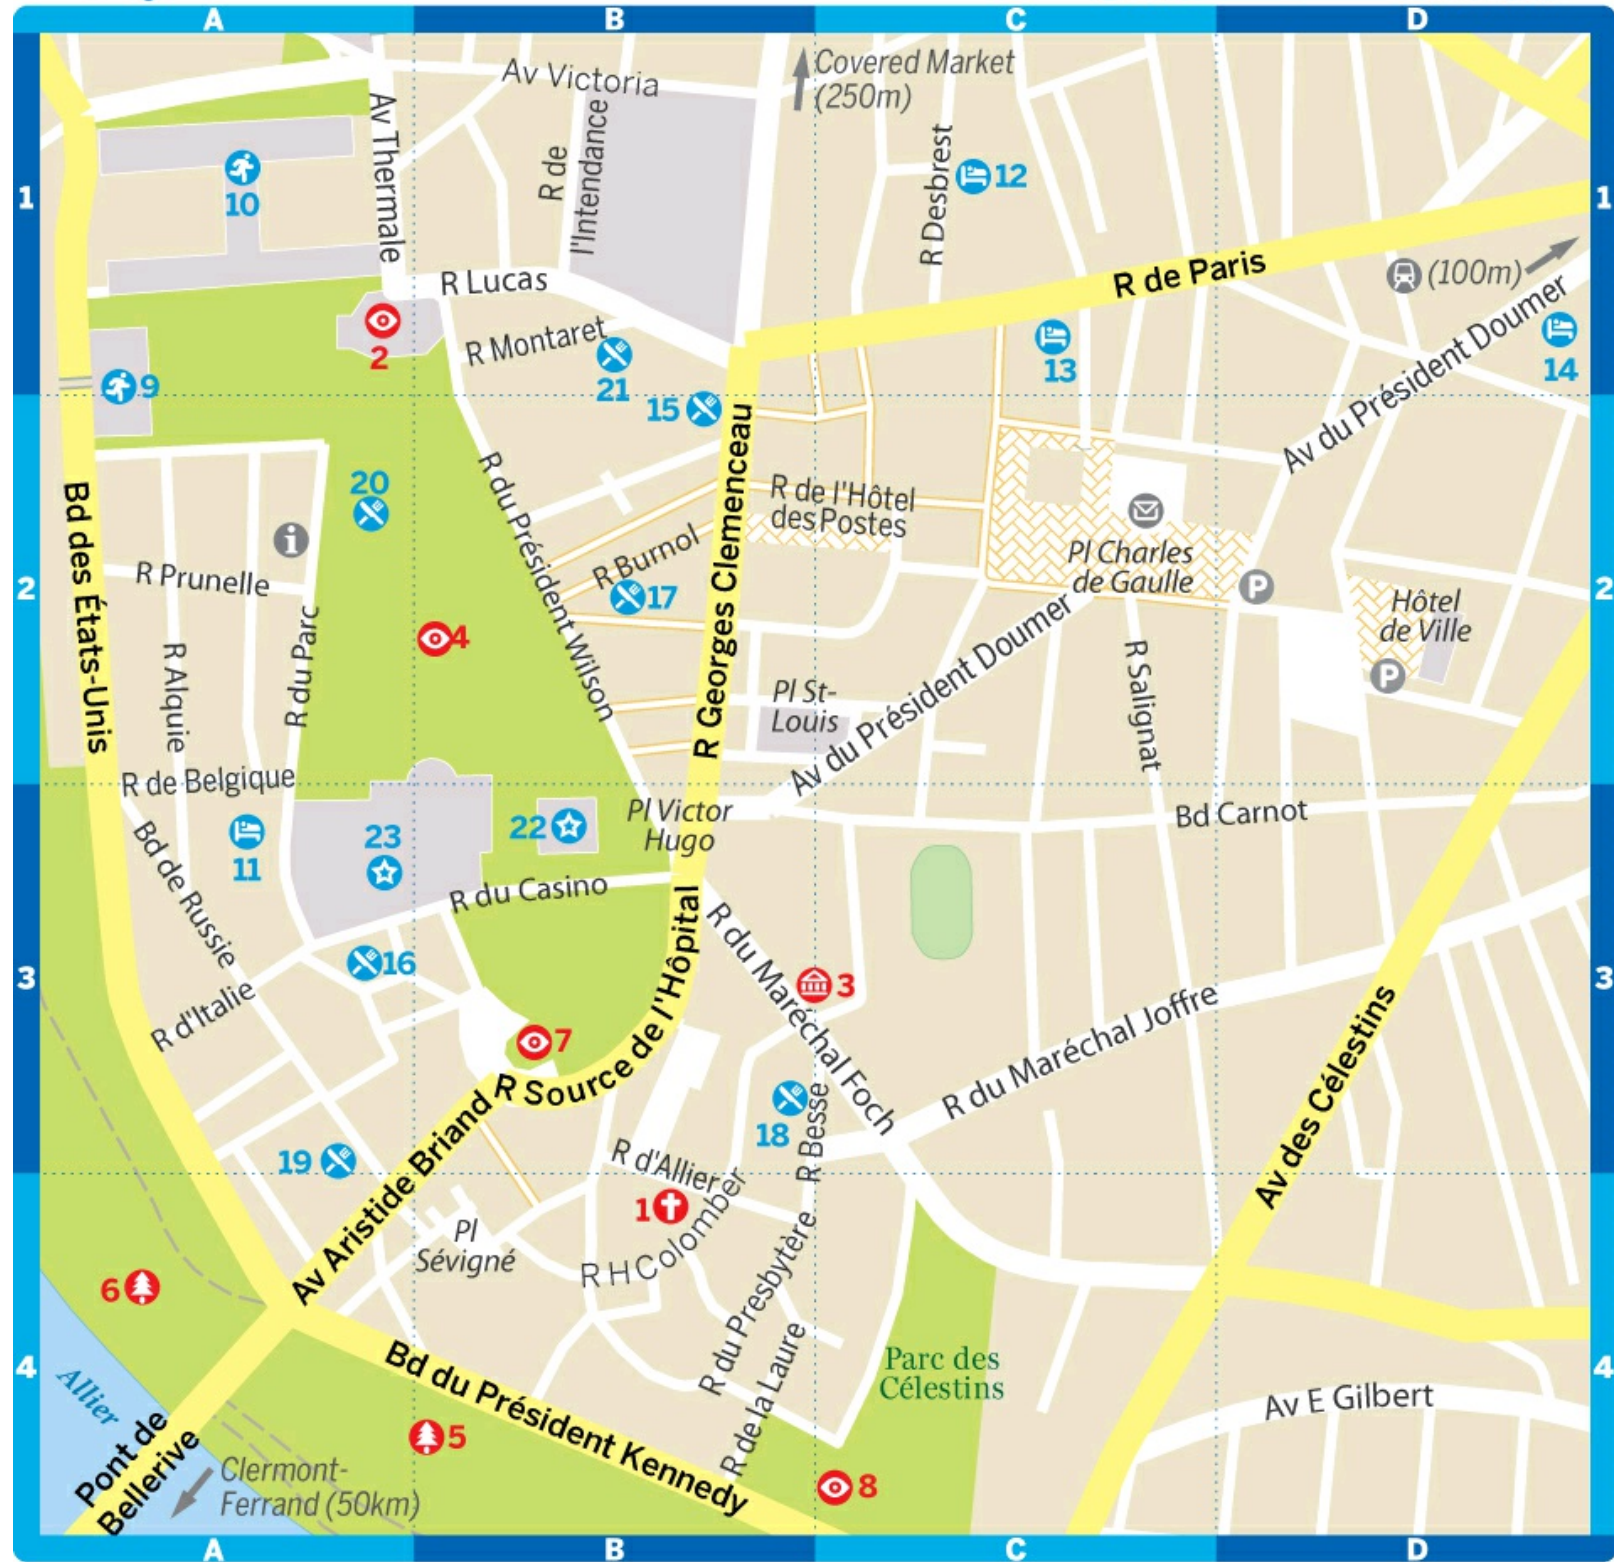 A
B
C
D
1
2
3
4
1
2
3
4
A
B
C
D
Av Victoria
Covered Market
(250m)
Av Thermale
R de
l'Intendance
R Desbrest
12
10
R Lucas
R de Paris
(100m)
2
R Montaret
21
13
14
9
15
Av du Président Doumer
Bd des États-Unis
20
R du Président Wilson
R Georges Clemenceau
R de l'Hôtel
des Postes
i
R Prunelle
R Burnol
17
Pl Charles
de Gaulle
P
Hôtel
de Ville
P
4
R du Parc
R Alquie
Pl St-
Louis
Av du Président Doumer
R Salignat
R de Belgique
Pl Victor
Hugo
Bd Carnot
11
23
22
Bd de Russie
R du Casino
16
R d'Italie
R du Maréchal Foch
3
R du Maréchal Joffre
7
R Source de l'Hôpital
Av des Célestins
18
R Besse
19
R d'Allier
1
Av Aristide Briand
Pl
Sévigné
R H Colomber
R du Presbytère
6
R de la Laure
Parc des
Célestins
Bd du Président Kennedy
Av E Gilbert
Allier
5
Pont de
Bellerive
Clermont-
Ferrand (50km)
8